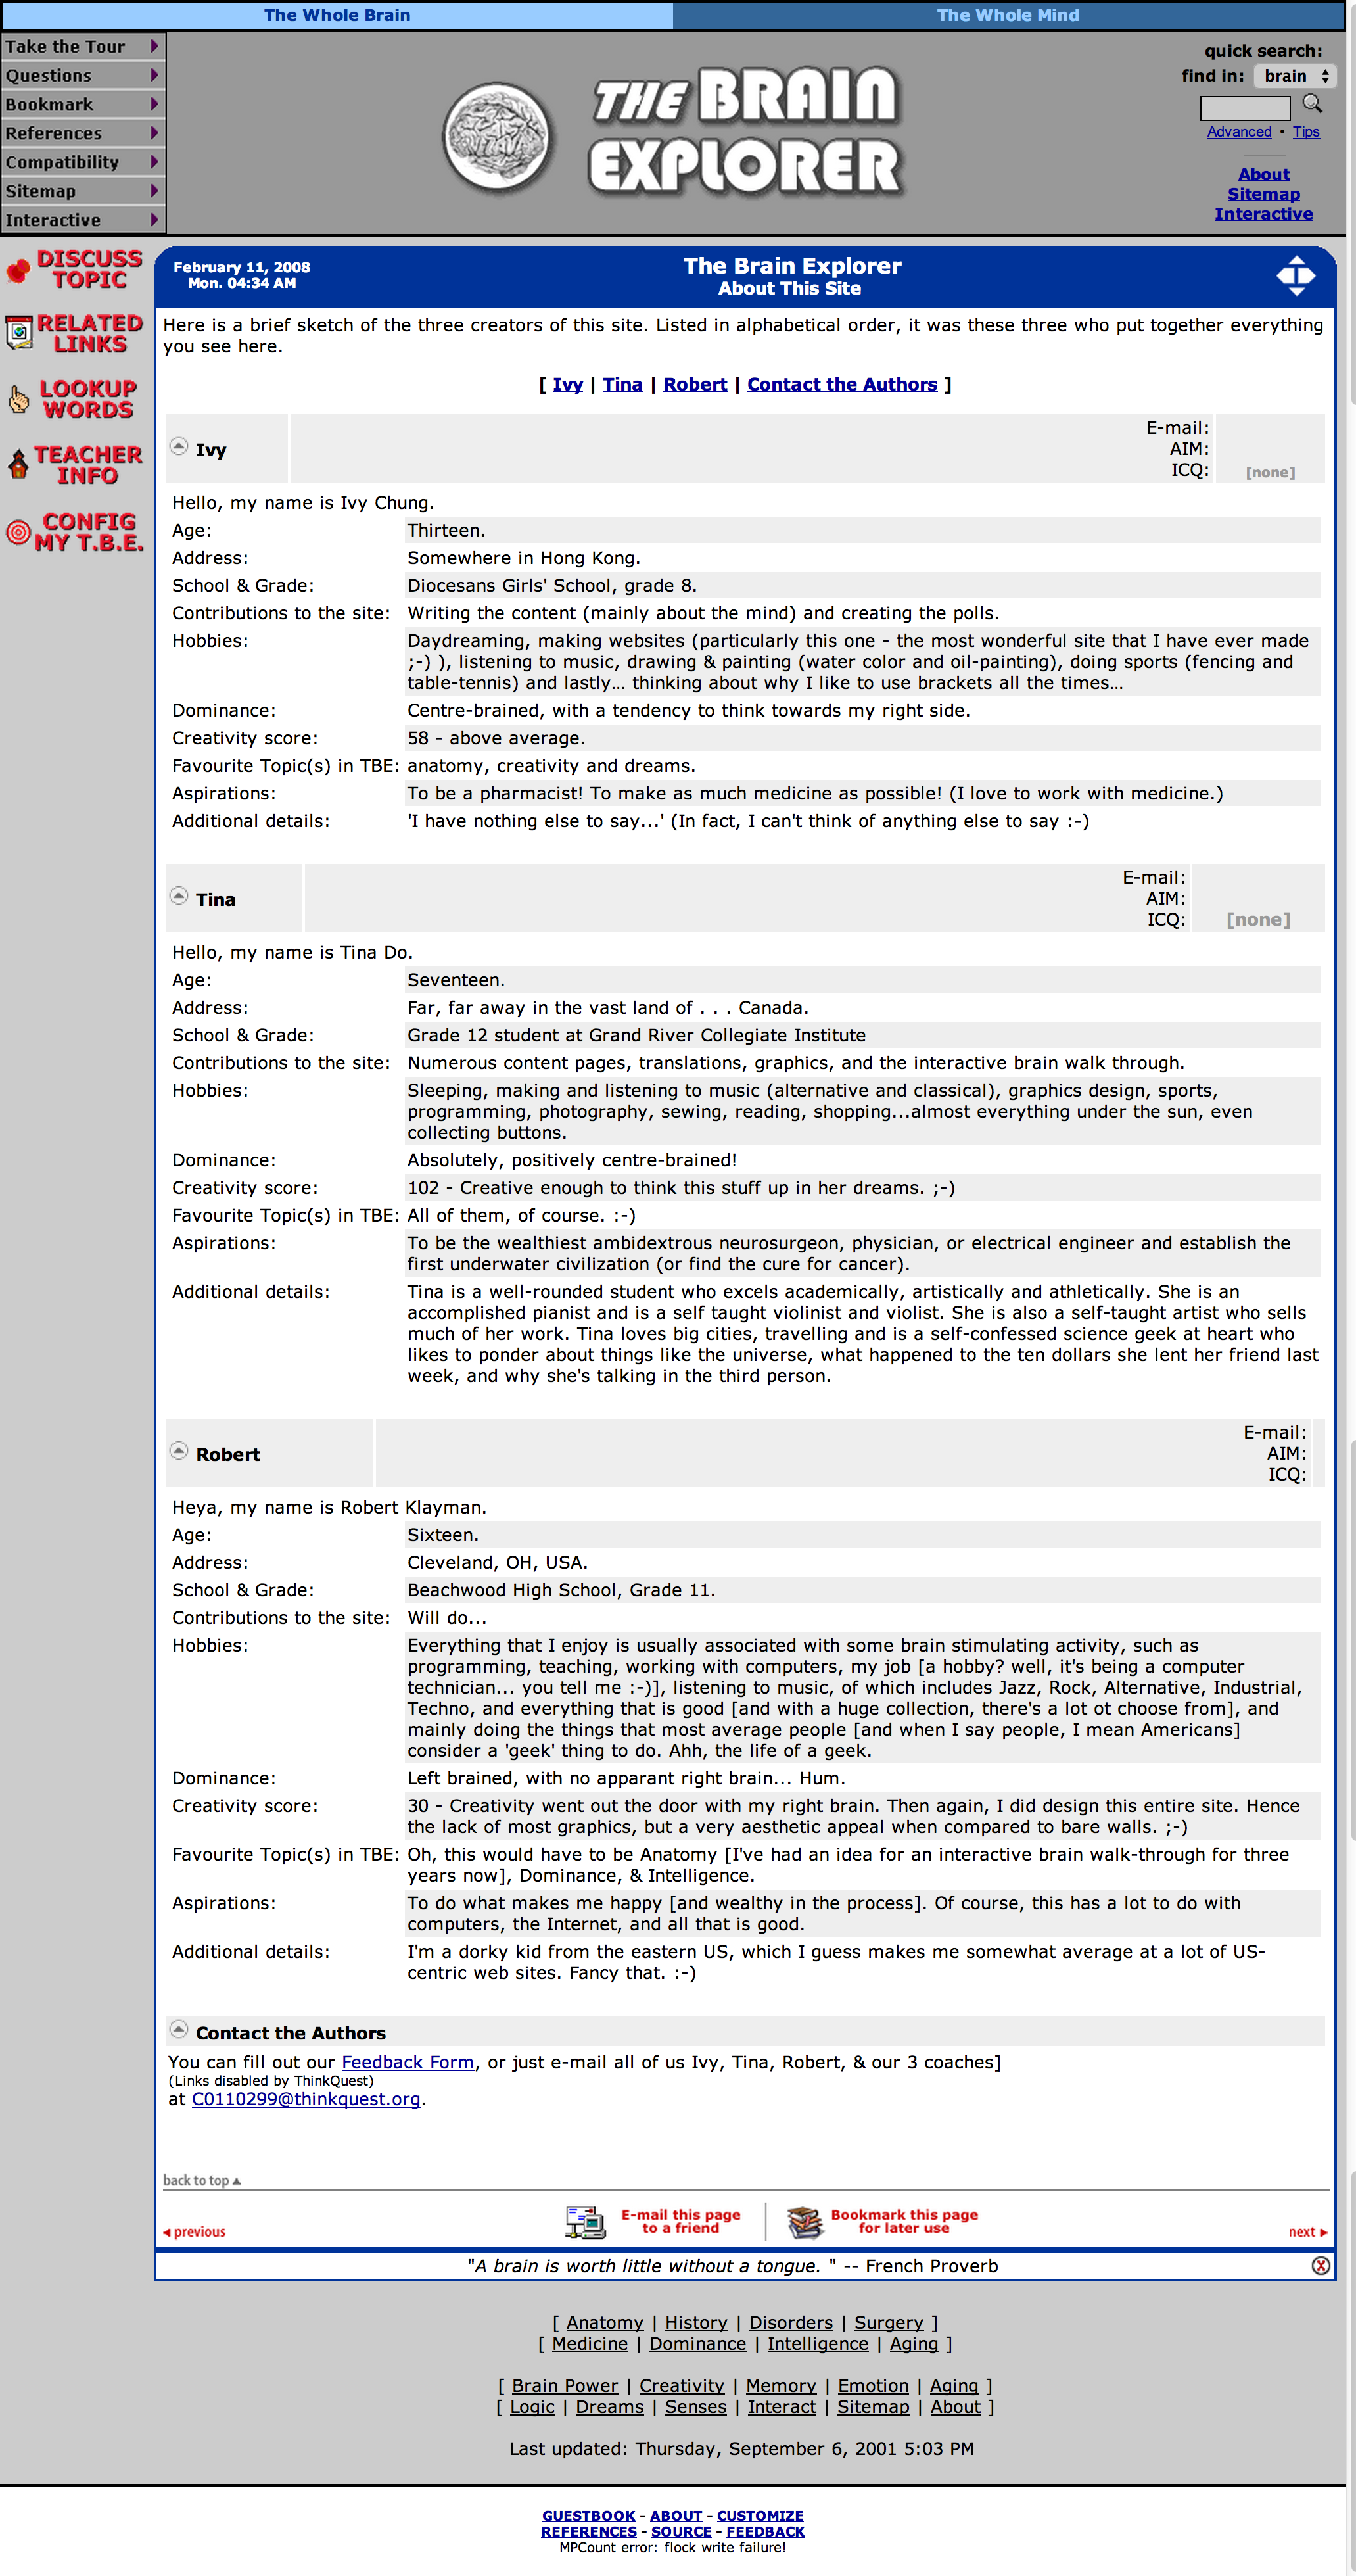 The Whole Brain
The Whole Mind
Take the Tour
Questions
Bookmark
References
Compatibility
Sitemap
Interactive
THE BRAIN
EXPLORER
quick search:
find in: brain
Advanced • Tips
About
Sitemap
Interactive
DISCUSS
TOPIC
RELATED
LINKS
LOOKUP
WORDS
TEACHER
INFO
CONFIG
MY T.B.E.
February 11, 2008
Mon. 04:34 AM
The Brain Explorer
About This Site
Here is a brief sketch of the three creators of this site. Listed in alphabetical order, it was these three who put together everything
you see here.
[ Ivy | Tina | Robert | Contact the Authors ]
Ivy
E-mail:
AIM:
ICQ:
[none]
Hello, my name is Ivy Chung.
Age: Thirteen.
Address: Somewhere in Hong Kong.
School & Grade: Diocesans Girls' School, grade 8.
Contributions to the site: Writing the content (mainly about the mind) and creating the polls.
Hobbies: Daydreaming, making websites (particularly this one - the most wonderful site that I have ever made
;-) ), listening to music, drawing & painting (water color and oil-painting), doing sports (fencing and
table-tennis) and lastly... thinking about why I like to use brackets all the times...
Dominance: Centre-brained, with a tendency to think towards my right side.
Creativity score: 58 - above average.
Favourite Topic(s) in TBE: anatomy, creativity and dreams.
Aspirations: To be a pharmacist! To make as much medicine as possible! (I love to work with medicine.)
Additional details: 'I have nothing else to say...' (In fact, I can't think of anything else to say :-)
Tina
E-mail:
AIM:
ICQ:
[none]
Hello, my name is Tina Do.
Age: Seventeen.
Address: Far, far away in the vast land of . . . Canada.
School & Grade: Grade 12 student at Grand River Collegiate Institute
Contributions to the site: Numerous content pages, translations, graphics, and the interactive brain walk through.
Hobbies: Sleeping, making and listening to music (alternative and classical), graphics design, sports,
programming, photography, sewing, reading, shopping...almost everything under the sun, even
collecting buttons.
Dominance: Absolutely, positively centre-brained!
Creativity score: 102 - Creative enough to think this stuff up in her dreams. ;-)
Favourite Topic(s) in TBE: All of them, of course. :-)
Aspirations: To be the wealthiest ambidextrous neurosurgeon, physician, or electrical engineer and establish the
first underwater civilization (or find the cure for cancer).
Additional details: Tina is a well-rounded student who excels academically, artistically and athletically. She is an
accomplished pianist and is a self taught violinist and violist. She is also a self-taught artist who sells
much of her work. Tina loves big cities, travelling and is a self-confessed science geek at heart who
likes to ponder about things like the universe, what happened to the ten dollars she lent her friend last
week, and why she's talking in the third person.
Robert
E-mail:
AIM:
ICQ:
Heya, my name is Robert Klayman.
Age: Sixteen.
Address: Cleveland, OH, USA.
School & Grade: Beachwood High School, Grade 11.
Contributions to the site: Will do...
Hobbies: Everything that I enjoy is usually associated with some brain stimulating activity, such as
programming, teaching, working with computers, my job [a hobby? well, it's being a computer
technician... you tell me :-)], listening to music, of which includes Jazz, Rock, Alternative, Industrial,
Techno, and everything that is good [and with a huge collection, there's a lot ot choose from], and
mainly doing the things that most average people [and when I say people, I mean Americans]
consider a 'geek' thing to do. Ahh, the life of a geek.
Dominance: Left brained, with no apparant right brain... Hum.
Creativity score: 30 - Creativity went out the door with my right brain. Then again, I did design this entire site. Hence
the lack of most graphics, but a very aesthetic appeal when compared to bare walls. ;-)
Favourite Topic(s) in TBE: Oh, this would have to be Anatomy [I've had an idea for an interactive brain walk-through for three
years now], Dominance, & Intelligence.
Aspirations: To do what makes me happy [and wealthy in the process]. Of course, this has a lot to do with
computers, the Internet, and all that is good.
Additional details: I'm a dorky kid from the eastern US, which I guess makes me somewhat average at a lot of US-
centric web sites. Fancy that. :-)
Contact the Authors
You can fill out our Feedback Form, or just e-mail all of us Ivy, Tina, Robert, & our 3 coaches]
(Links disabled by ThinkQuest)
at C0110299@thinkquest.org.
back to top
previous
E-mail this page
to a friend
Bookmark this page
for later use
next
"A brain is worth little without a tongue. " -- French Proverb
[ Anatomy | History | Disorders | Surgery ]
[ Medicine | Dominance | Intelligence | Aging ]
[ Brain Power | Creativity | Memory | Emotion | Aging ]
[ Logic | Dreams | Senses | Interact | Sitemap | About ]
Last updated: Thursday, September 6, 2001 5:03 PM
GUESTBOOK - ABOUT - CUSTOMIZE
REFERENCES - SOURCE - FEEDBACK
MPCount error: flock write failure!